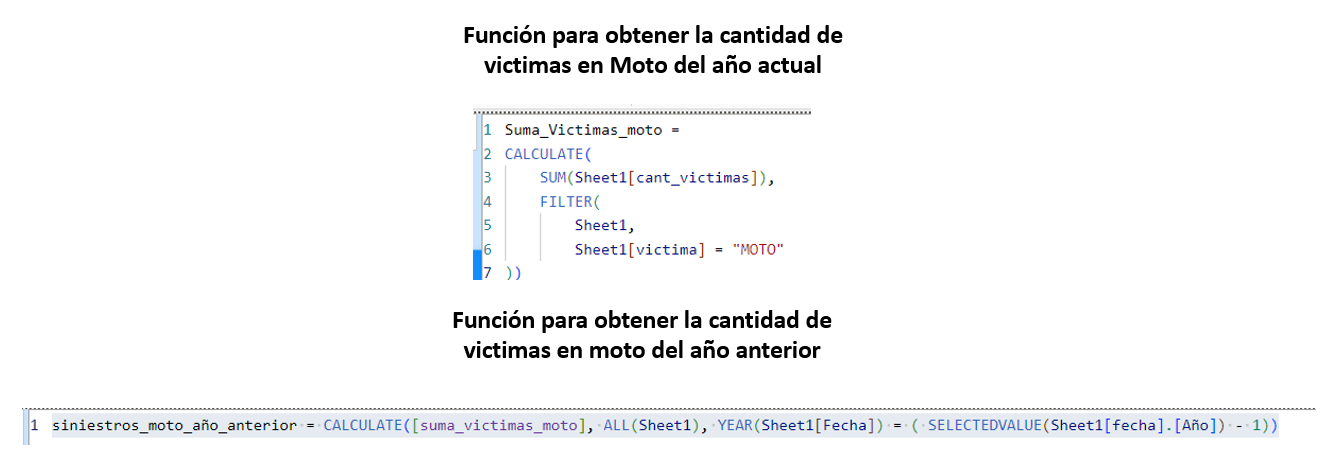 Función para obtener la cantidad de
victimas en Moto del año actual
1 Suma_Victimas_moto =
2 CALCULATE(
3 SUM(Sheet1[cant_victimas]),
4 FILTER(
5 Sheet1,
6 Sheet1[victima] = "MOTO"
7 ))
Función para obtener la cantidad de
victimas en moto del año anterior
1 siniestros_moto_año_anterior = CALCULATE([suma_victimas_moto], ALL(Sheet1), YEAR(Sheet1[Fecha]) = ( SELECTEDVALUE(Sheet1[fecha].[Año]) - 1))